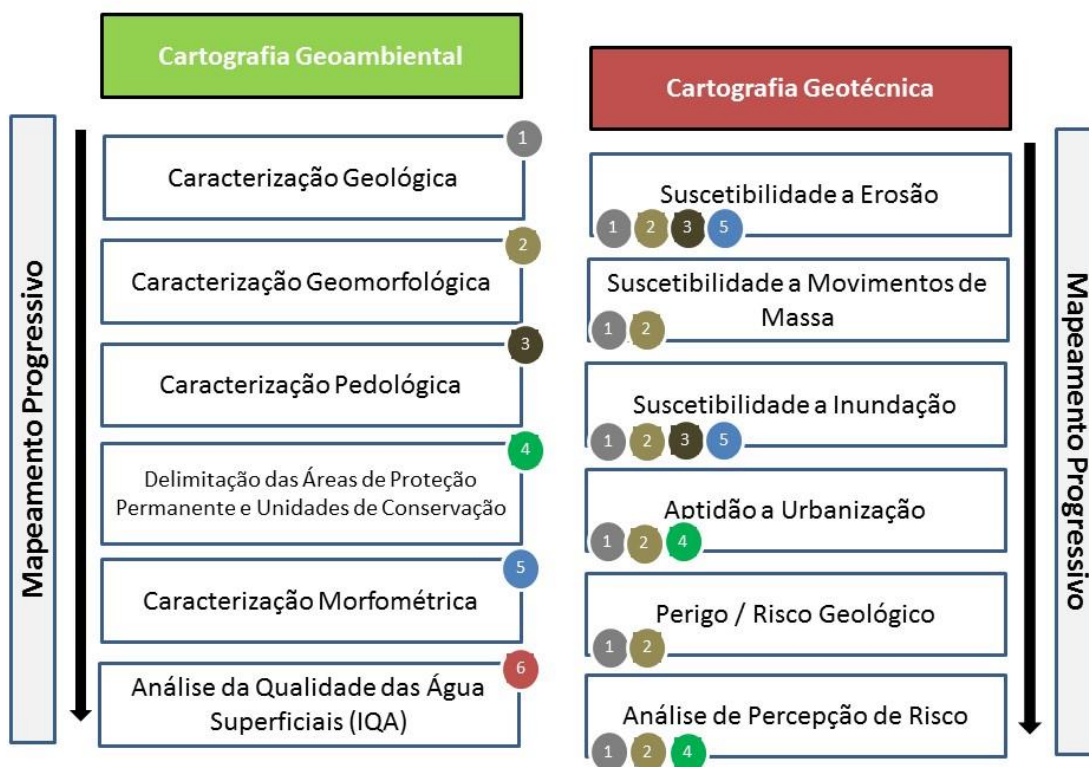 Cartografia Geoambiental
Mapeamento Progressivo
1
Caracterização Geológica
2
Caracterização Geomorfológica
3
Caracterização Pedológica
4
Delimitação das Áreas de Proteção
Permanente e Unidades de Conservação
5
Caracterização Morfométrica
6
Análise da Qualidade das Água
Superficiais (IQA)
Cartografia Geotécnica
Mapeamento Progressivo
Suscetibilidade a Erosão
1 2 3 5
Suscetibilidade a Movimentos de
Massa
1 2
Suscetibilidade a Inundação
1 2 3 5
Aptidão a Urbanização
1 2 4
Perigo / Risco Geológico
1 2
Análise de Percepção de Risco
1 2 4